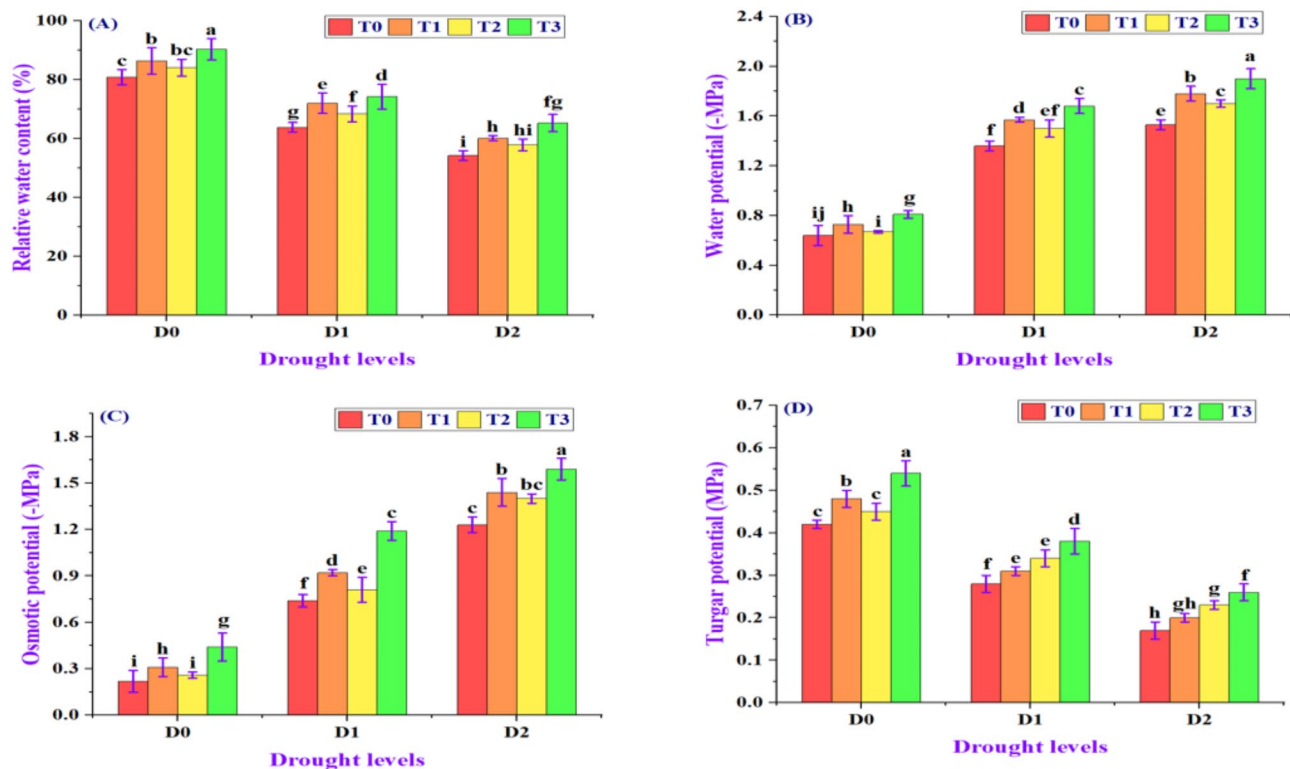 (A)
T0 T1 T2 T3
Relative water content (%)
100
80
60
40
20
0
c b bc a
g e f d
i h hi fg
D0 D1 D2
Drought levels
(B)
T0 T1 T2 T3
Water potential (-MPa)
2.4
2.0
1.6
1.2
0.8
0.4
0.0
ij h i g
f d ef c
e b c a
D0 D1 D2
Drought levels
(C)
T0 T1 T2 T3
Osmotic potential (-MPa)
1.8
1.5
1.2
0.9
0.6
0.3
0.0
i h i g
f d e c
c b bc a
D0 D1 D2
Drought levels
(D)
T0 T1 T2 T3
Turgar potential (MPa)
0.7
0.6
0.5
0.4
0.3
0.2
0.1
0.0
c b c a
f e e d
h gh g f
D0 D1 D2
Drought levels